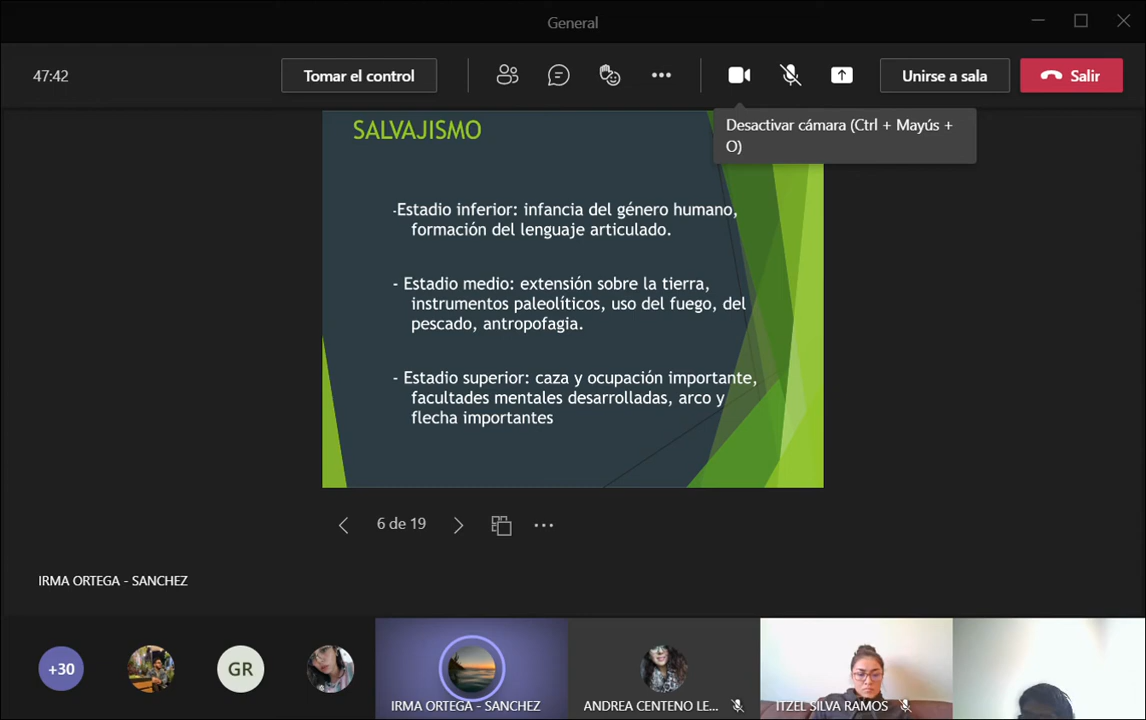 General
47:42
Tomar el control
Unirse a sala
Salir
Desactivar cámara (Ctrl + Mayús +
O)
SALVAJISMO
-Estadio inferior: infancia del género humano,
formación del lenguaje articulado.
- Estadio medio: extensión sobre la tierra,
instrumentos paleolíticos, uso del fuego, del
pescado, antropofagia.
- Estadio superior: caza y ocupación importante,
facultades mentales desarrolladas, arco y
flecha importantes
6 de 19
IRMA ORTEGA - SANCHEZ
+30
GR
IRMA ORTEGA - SANCHEZ
ANDREA CENTENO LE...
ITZEL SILVA RAMOS